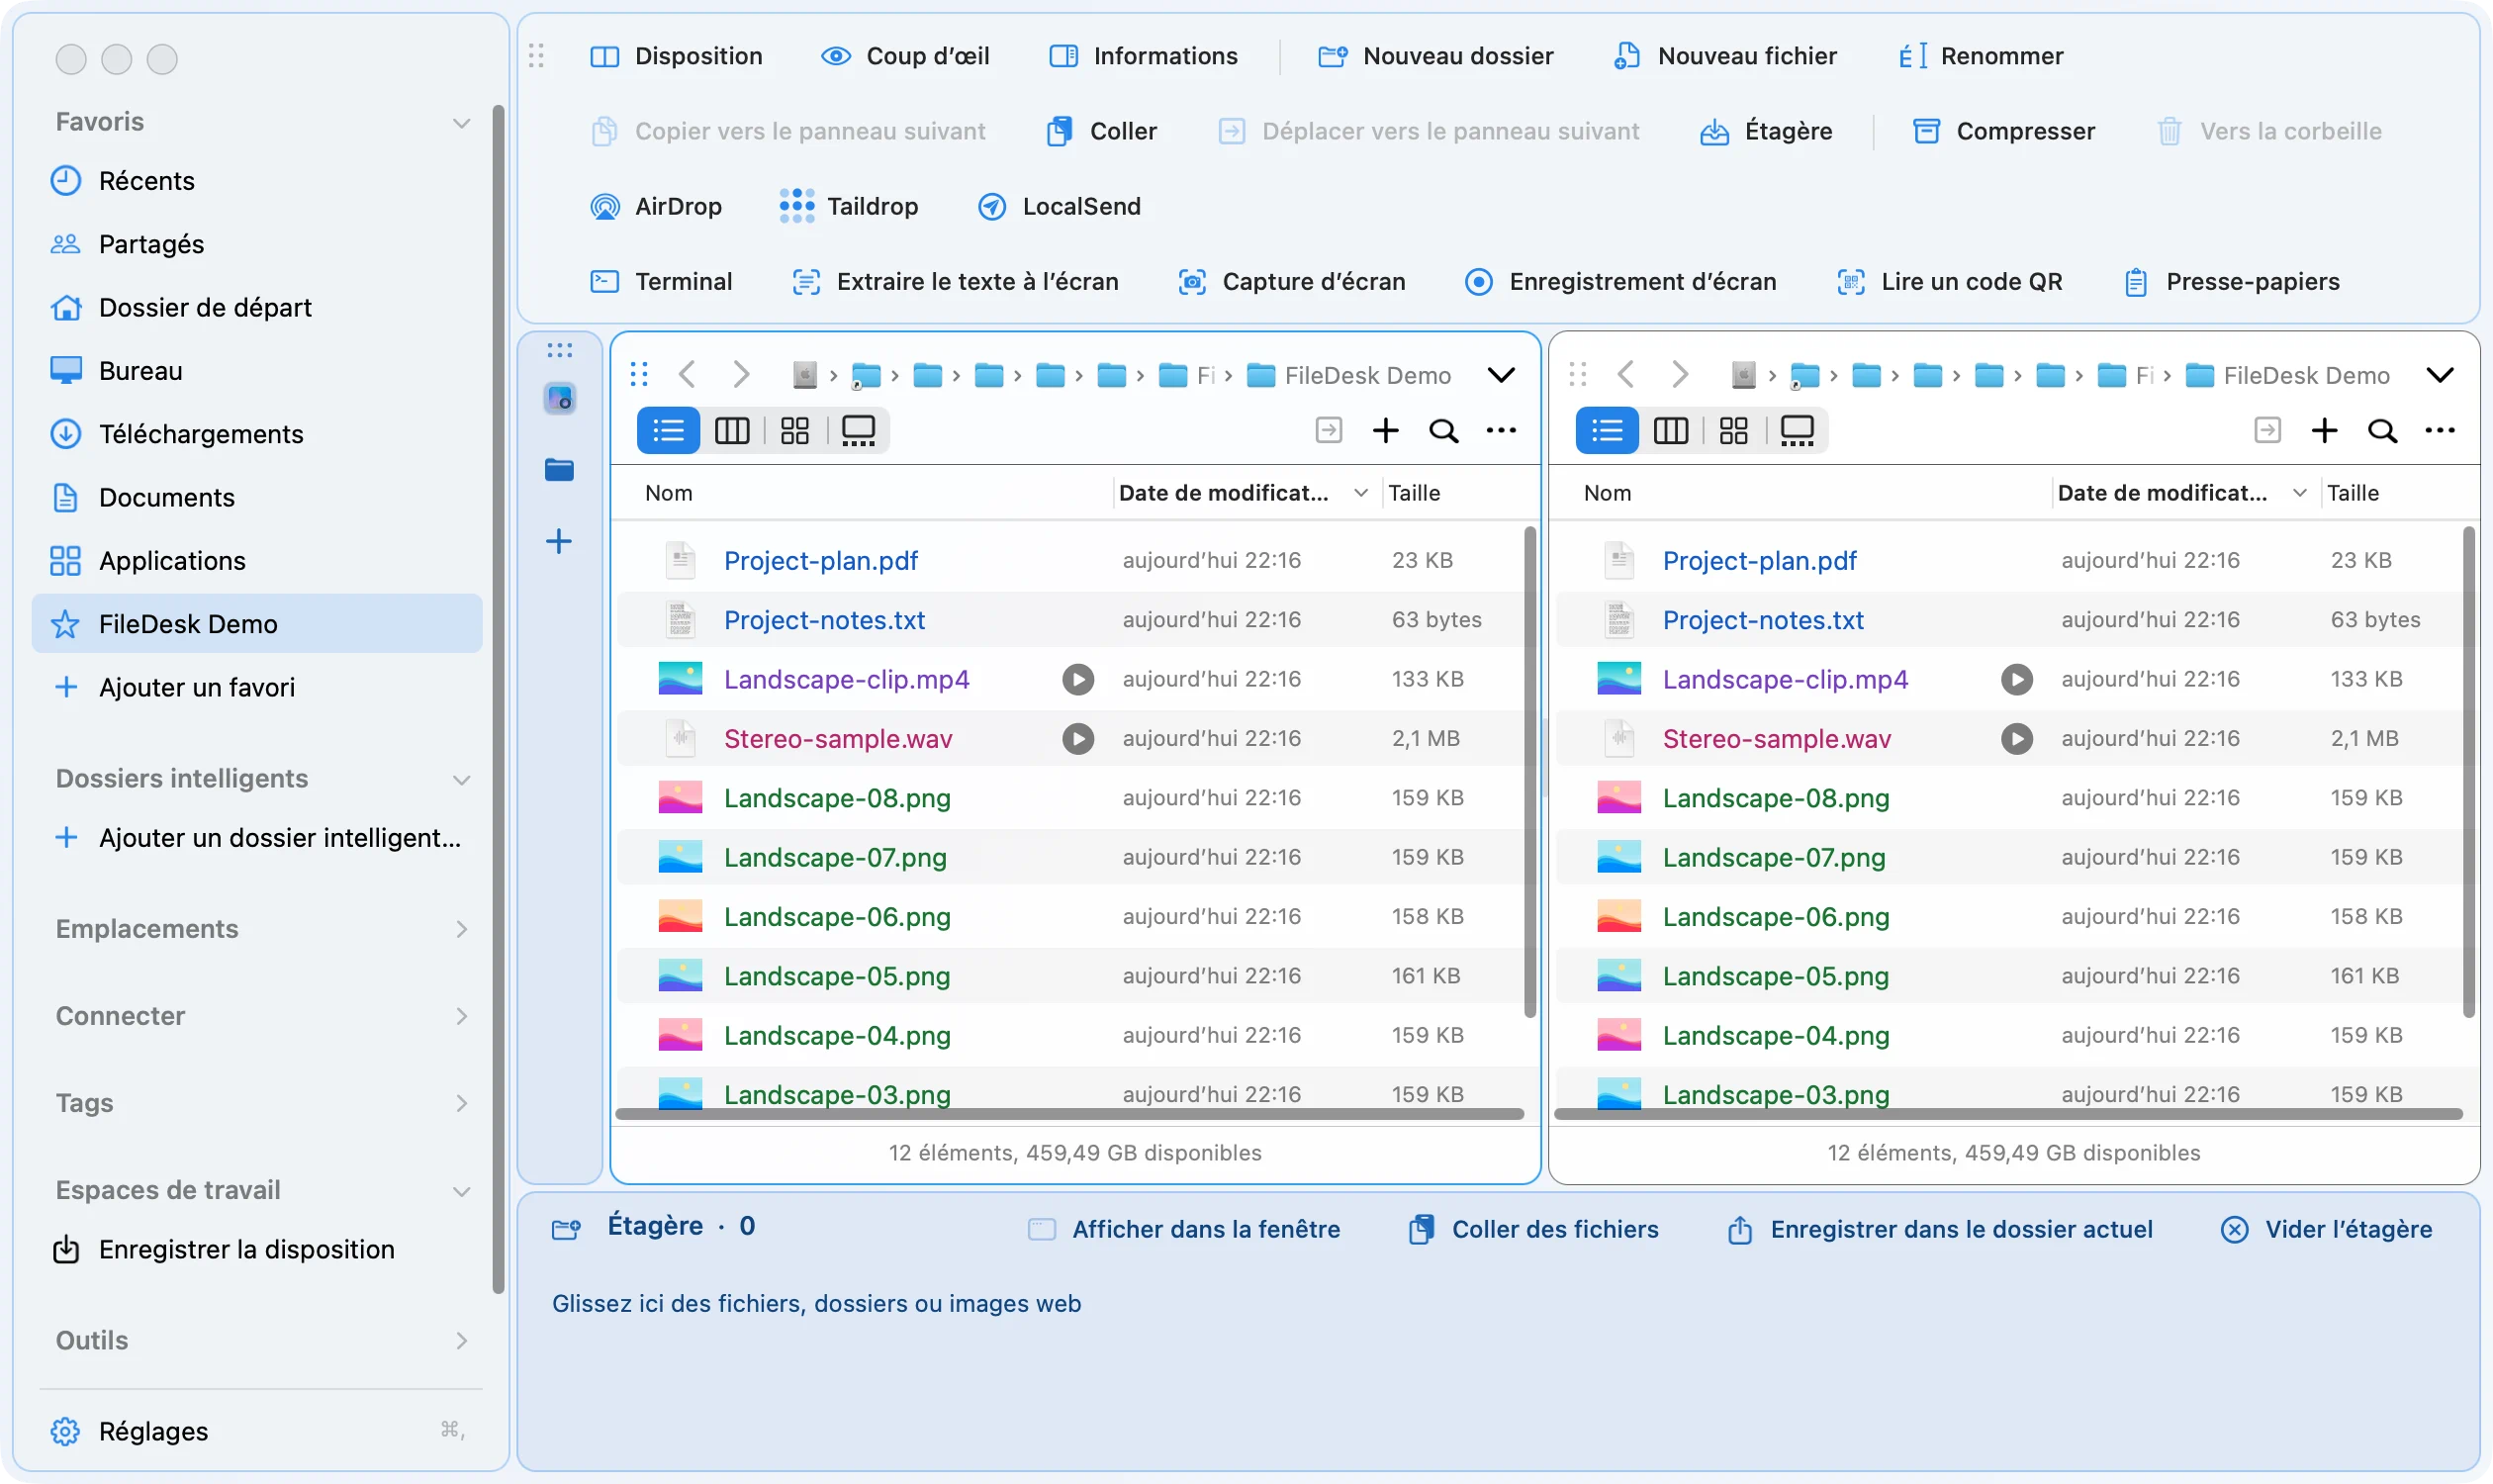 Favoris
Récents
Partagés
Dossier de départ
Bureau
Téléchargements
Documents
Applications
FileDesk Demo
Ajouter un favori
Dossiers intelligents
Ajouter un dossier intelligent...
Emplacements
Connecter
Tags
Espaces de travail
Enregistrer la disposition
Outils
Réglages ⌘,
Disposition Coup d’œil Informations Nouveau dossier Nouveau fichier Renommer
Copier vers le panneau suivant Coller Déplacer vers le panneau suivant Étagère Compresser Vers la corbeille
AirDrop Taildrop LocalSend
Terminal Extraire le texte à l’écran Capture d’écran Enregistrement d’écran Lire un code QR Presse-papiers
Fi FileDesk Demo
Nom Date de modificat... Taille
Project-plan.pdf aujourd’hui 22:16 23 KB
Project-notes.txt aujourd’hui 22:16 63 bytes
Landscape-clip.mp4 aujourd’hui 22:16 133 KB
Stereo-sample.wav aujourd’hui 22:16 2,1 MB
Landscape-08.png aujourd’hui 22:16 159 KB
Landscape-07.png aujourd’hui 22:16 159 KB
Landscape-06.png aujourd’hui 22:16 158 KB
Landscape-05.png aujourd’hui 22:16 161 KB
Landscape-04.png aujourd’hui 22:16 159 KB
Landscape-03.png aujourd’hui 22:16 159 KB
12 éléments, 459,49 GB disponibles
Fi FileDesk Demo
Nom Date de modificat... Taille
Project-plan.pdf aujourd’hui 22:16 23 KB
Project-notes.txt aujourd’hui 22:16 63 bytes
Landscape-clip.mp4 aujourd’hui 22:16 133 KB
Stereo-sample.wav aujourd’hui 22:16 2,1 MB
Landscape-08.png aujourd’hui 22:16 159 KB
Landscape-07.png aujourd’hui 22:16 159 KB
Landscape-06.png aujourd’hui 22:16 158 KB
Landscape-05.png aujourd’hui 22:16 161 KB
Landscape-04.png aujourd’hui 22:16 159 KB
Landscape-03.png aujourd’hui 22:16 159 KB
12 éléments, 459,49 GB disponibles
Étagère · 0 Afficher dans la fenêtre Coller des fichiers Enregistrer dans le dossier actuel Vider l’étagère
Glissez ici des fichiers, dossiers ou images web